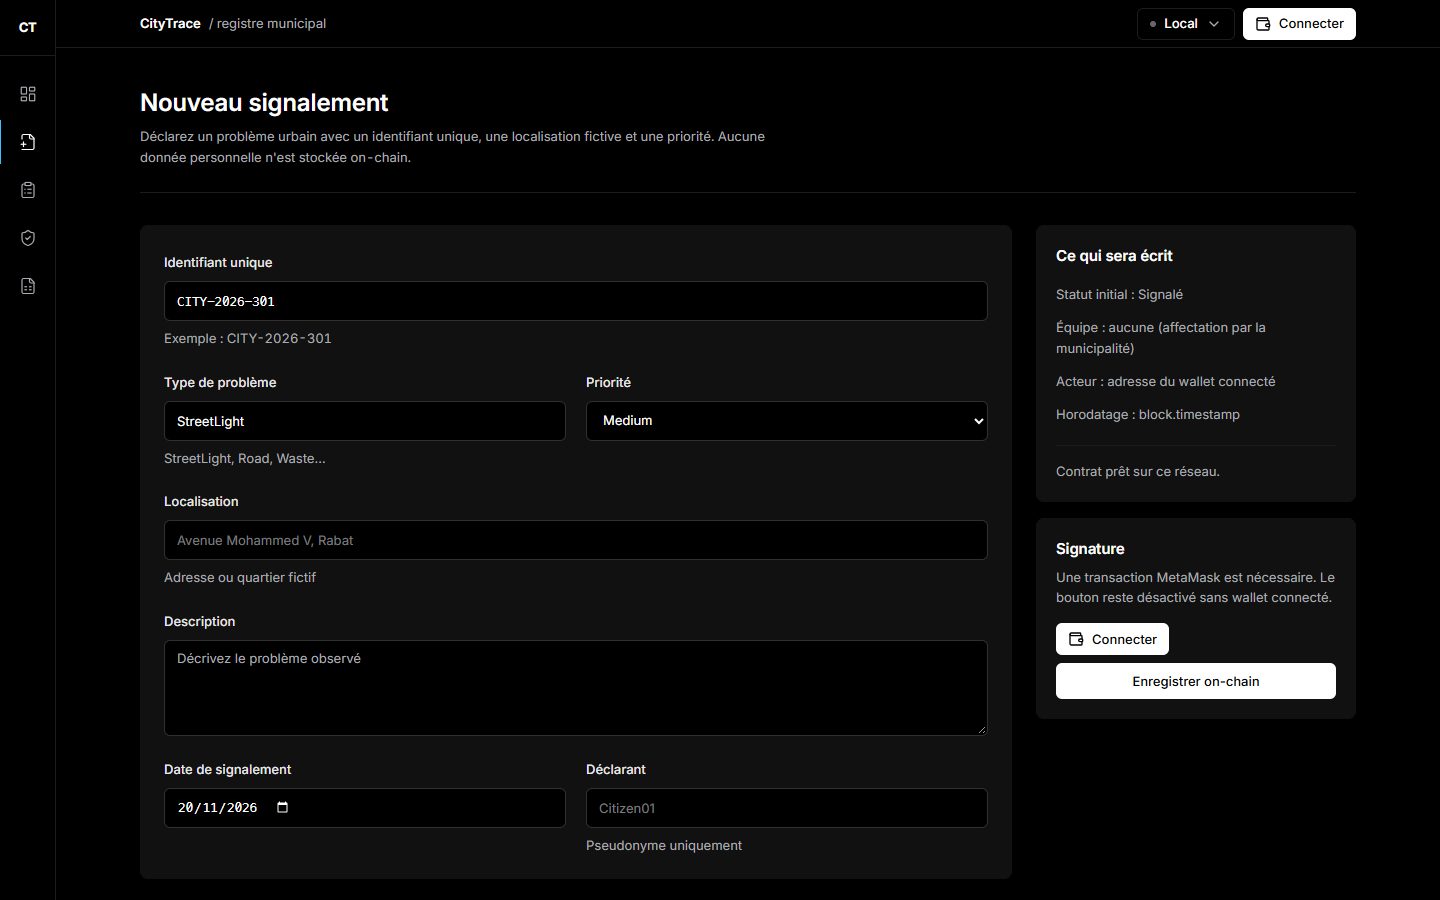 CT
CityTrace / registre municipal
Local
Connecter
Nouveau signalement
Déclarez un problème urbain avec un identifiant unique, une localisation fictive et une priorité. Aucune
donnée personnelle n'est stockée on-chain.
Identifiant unique
CITY-2026-301
Exemple : CITY-2026-301
Type de problème
StreetLight
StreetLight, Road, Waste...
Priorité
Medium
Localisation
Avenue Mohammed V, Rabat
Adresse ou quartier fictif
Description
Décrivez le problème observé
Date de signalement
20/11/2026
Déclarant
Citizen01
Pseudonyme uniquement
Ce qui sera écrit
Statut initial : Signalé
Équipe : aucune (affectation par la
municipalité)
Acteur : adresse du wallet connecté
Horodatage : block.timestamp
Contrat prêt sur ce réseau.
Signature
Une transaction MetaMask est nécessaire. Le
bouton reste désactivé sans wallet connecté.
Connecter
Enregistrer on-chain